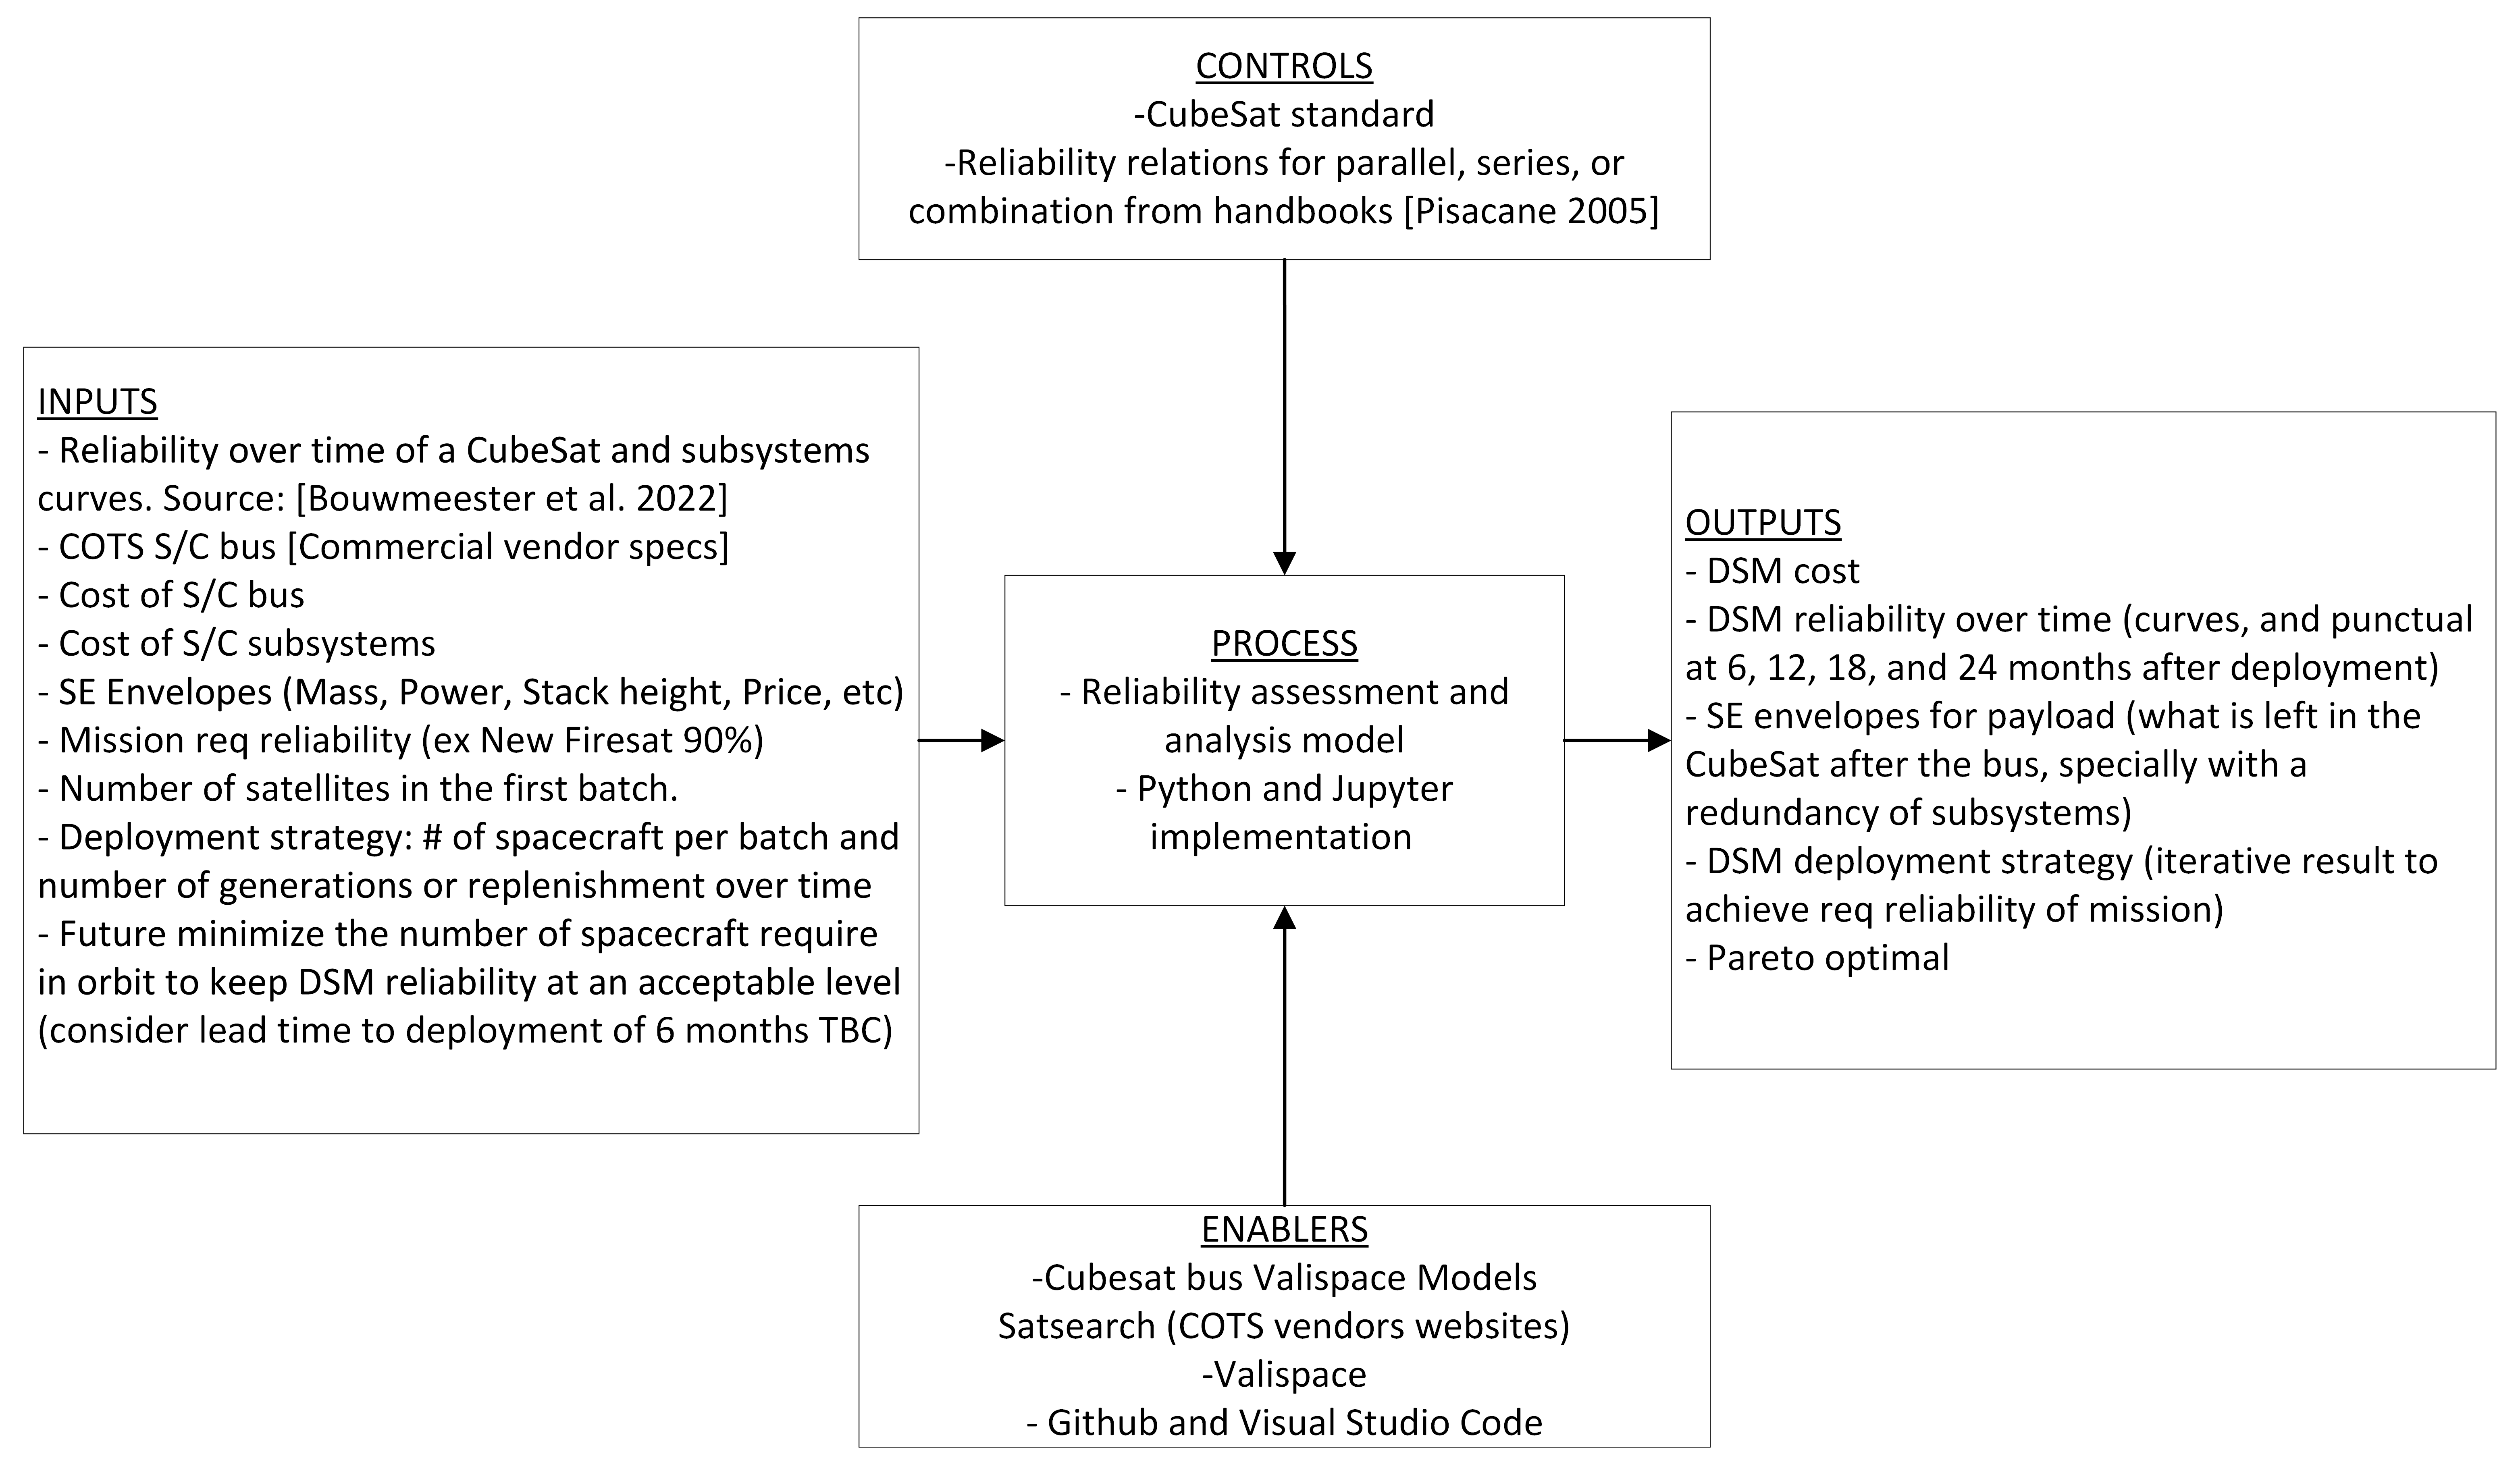 CONTROLS
-CubeSat standard
-Reliability relations for parallel, series, or
combination from handbooks [Pisacane 2005]
INPUTS
- Reliability over time of a CubeSat and subsystems
curves. Source: [Bouwmeester et al. 2022]
- COTS S/C bus [Commercial vendor specs]
- Cost of S/C bus
- Cost of S/C subsystems
- SE Envelopes (Mass, Power, Stack height, Price, etc)
- Mission req reliability (ex New Firesat 90%)
- Number of satellites in the first batch.
- Deployment strategy: # of spacecraft per batch and
number of generations or replenishment over time
- Future minimize the number of spacecraft require
in orbit to keep DSM reliability at an acceptable level
(consider lead time to deployment of 6 months TBC)
PROCESS
- Reliability assessment and
analysis model
- Python and Jupyter
implementation
OUTPUTS
- DSM cost
- DSM reliability over time (curves, and punctual
at 6, 12, 18, and 24 months after deployment)
- SE envelopes for payload (what is left in the
CubeSat after the bus, specially with a
redundancy of subsystems)
- DSM deployment strategy (iterative result to
achieve req reliability of mission)
- Pareto optimal
ENABLERS
-Cubesat bus Valispace Models
Satsearch (COTS vendors websites)
-Valispace
- Github and Visual Studio Code